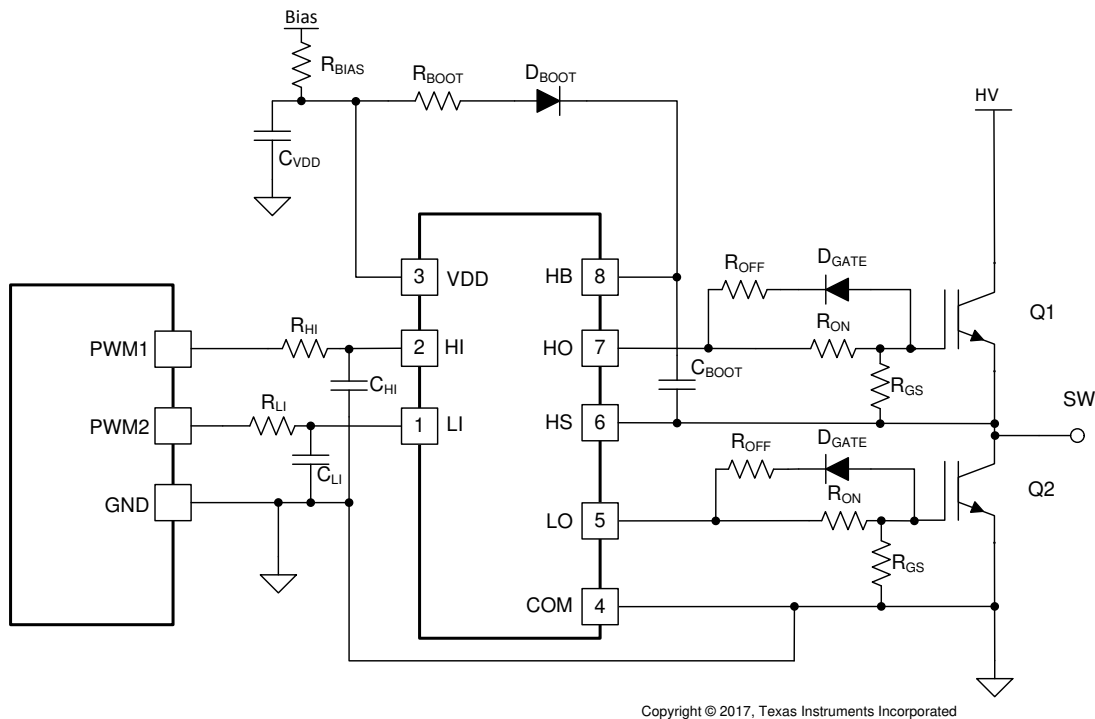 Bias
RBIAS
RBOOT
DBOOT
HV
CVDD
3 VDD
HB 8
ROFF
DGATE
Q1
PWM1
RHI
2 HI
HO 7
RON
CHI
CBOOT
RGS
PWM2
RLI
1 LI
HS 6
SW
CLI
ROFF
DGATE
Q2
GND
RON
LO 5
RGS
COM 4
Copyright © 2017, Texas Instruments Incorporated